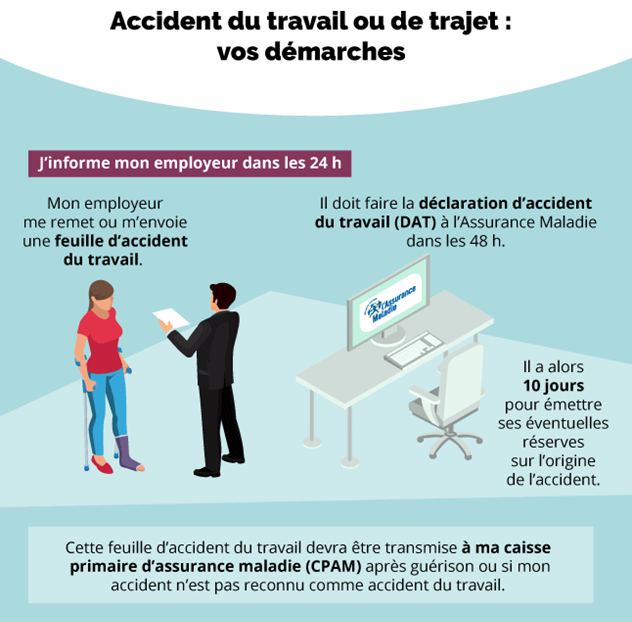 Accident du travail ou de trajet :
vos démarches
J’informe mon employeur dans les 24 h
Mon employeur
me remet ou m’envoie
une feuille d’accident
du travail.
Il doit faire la déclaration d’accident
du travail (DAT) à l’Assurance Maladie
dans les 48 h.
l’Assurance
Maladie
Il a alors
10 jours
pour émettre
ses éventuelles
réserves
sur l’origine
de l’accident.
Cette feuille d’accident du travail devra être transmise à ma caisse
primaire d’assurance maladie (CPAM) après guérison ou si mon
accident n’est pas reconnu comme accident du travail.